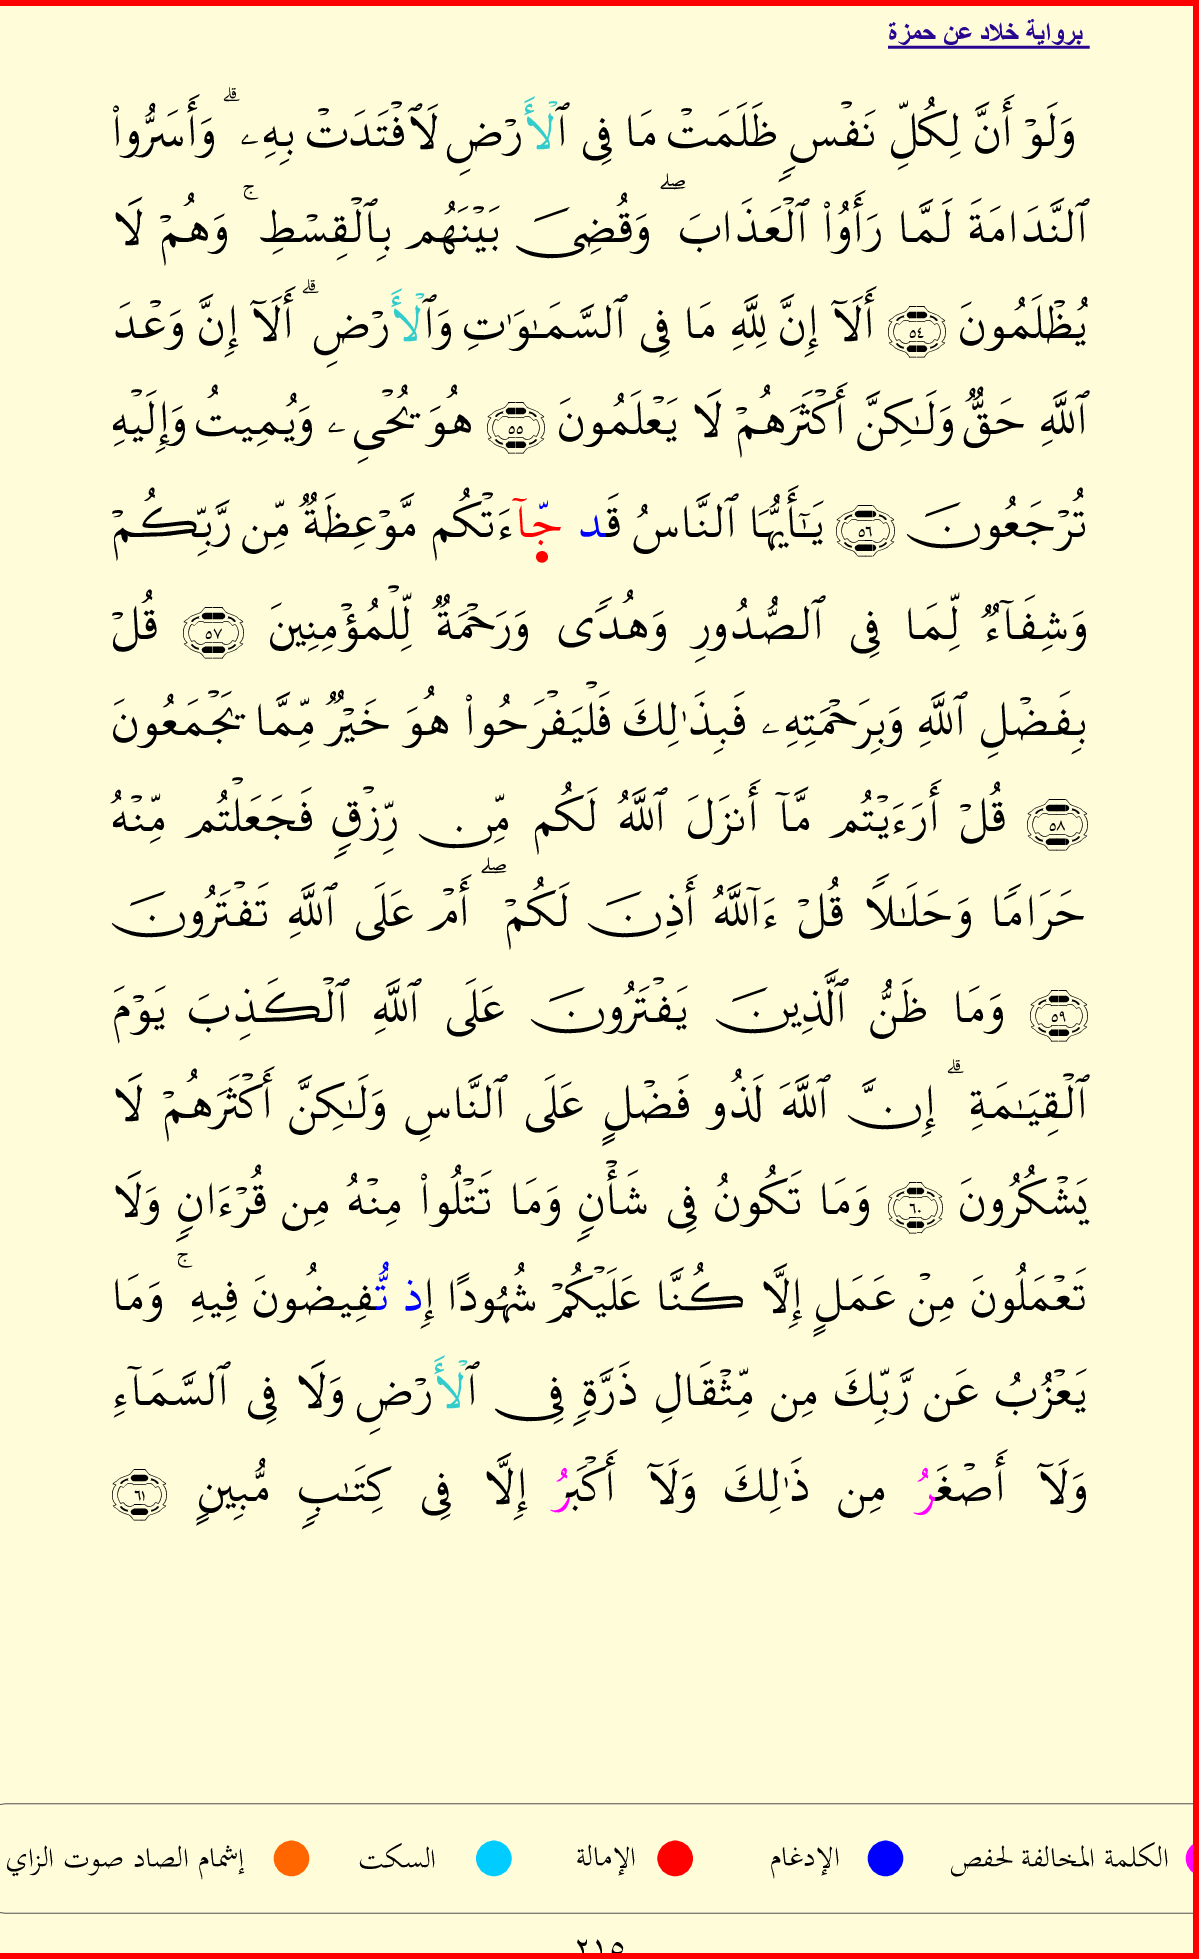 برواية خلاد عن حمزة
وَلَوْ أَنَّ لِكُلِّ نَفْسٍ ظَلَمَتْ مَا فِى ٱلْأَرْضِ لَٱفْتَدَتْ بِهِۦ ۗ وَأَسَرُّوا۟
ٱلنَّدَامَةَ لَمَّا رَأَوُا۟ ٱلْعَذَابَ ۖ وَقُضِىَ بَيْنَهُم بِٱلْقِسْطِ ۚ وَهُمْ لَا
يُظْلَمُونَ ٥٤ أَلَآ إِنَّ لِلَّهِ مَا فِى ٱلسَّمَـٰوَٰتِ وَٱلْأَرْضِ ۗ أَلَآ إِنَّ وَعْدَ
ٱللَّهِ حَقٌّ وَلَـٰكِنَّ أَكْثَرَهُمْ لَا يَعْلَمُونَ ٥٥ هُوَ يُحْىِۦ وَيُمِيتُ وَإِلَيْهِ
تُرْجَعُونَ ٥٦ يَـٰٓأَيُّهَا ٱلنَّاسُ قَد جَّآءَتْكُم مَّوْعِظَةٌ مِّن رَّبِّكُمْ
وَشِفَآءٌ لِّمَا فِى ٱلصُّدُورِ وَهُدًى وَرَحْمَةٌ لِّلْمُؤْمِنِينَ ٥٧ قُلْ
بِفَضْلِ ٱللَّهِ وَبِرَحْمَتِهِۦ فَبِذَٰلِكَ فَلْيَفْرَحُوا۟ هُوَ خَيْرٌ مِّمَّا يَجْمَعُونَ
٥٨ قُلْ أَرَءَيْتُم مَّآ أَنزَلَ ٱللَّهُ لَكُم مِّن رِّزْقٍ فَجَعَلْتُم مِّنْهُ
حَرَامًا وَحَلَـٰلًا قُلْ ءَآللَّهُ أَذِنَ لَكُمْ ۖ أَمْ عَلَى ٱللَّهِ تَفْتَرُونَ
٥٩ وَمَا ظَنُّ ٱلَّذِينَ يَفْتَرُونَ عَلَى ٱللَّهِ ٱلْكَذِبَ يَوْمَ
ٱلْقِيَـٰمَةِ ۗ إِنَّ ٱللَّهَ لَذُو فَضْلٍ عَلَى ٱلنَّاسِ وَلَـٰكِنَّ أَكْثَرَهُمْ لَا
يَشْكُرُونَ ٦٠ وَمَا تَكُونُ فِى شَأْنٍ وَمَا تَتْلُوا۟ مِنْهُ مِن قُرْءَانٍ وَلَا
تَعْمَلُونَ مِنْ عَمَلٍ إِلَّا كُنَّا عَلَيْكُمْ شُهُودًا إِذ تُّفِيضُونَ فِيهِ ۚ وَمَا
يَعْزُبُ عَن رَّبِّكَ مِن مِّثْقَالِ ذَرَّةٍ فِى ٱلْأَرْضِ وَلَا فِى ٱلسَّمَآءِ
وَلَآ أَصْغَرُ مِن ذَٰلِكَ وَلَآ أَكْبَرُ إِلَّا فِى كِتَـٰبٍ مُّبِينٍ ٦١
الكلمة المخالفة لحفص الإدغام الإمالة السكت إشمام الصاد صوت الزاي
٢١٥